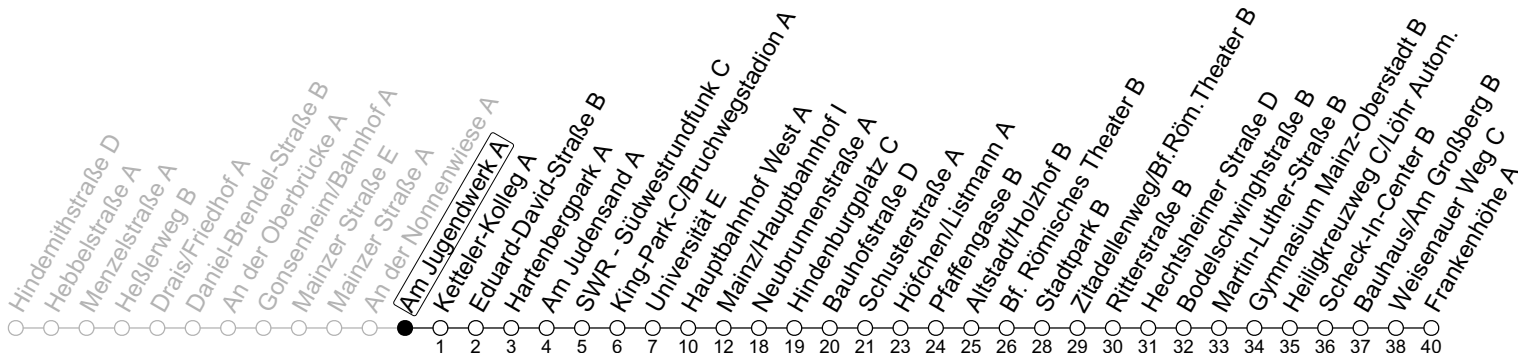 Hindemithstraße D
Hebbelstraße A
Menzelstraße A
Heßlerweg B
Drais/Friedhof A
Daniel-Brendel-Straße B
An der Oberbrücke A
Gonsenheim/Bahnhof A
Mainzer Straße E
Mainzer Straße A
An der Nonnenwiese A
Am Jugendwerk A
Ketteler-Kolleg A
Eduard-David-Straße B
Hartenbergpark A
Am Judensand A
SWR - Südwestrundfunk C
King-Park-C/Bruchwegstadion A
Universität E
Hauptbahnhof West A
Mainz/Hauptbahnhof I
Neubrunnenstraße A
Hindenburgplatz C
Bauhofstraße D
Schusterstraße A
Höfchen/Listmann A
Pfaffengasse B
Altstadt/Holzhof B
Bf. Römisches Theater B
Stadtpark B
Zitadellenweg/Bf.Röm.Theater B
Ritterstraße B
Hechtsheimer Straße D
Bodelschwinghstraße B
Martin-Luther-Straße B
Gymnasium Mainz-Oberstadt B
Heiligkreuzweg C/Löhr Autom.
Scheck-In-Center B
Bauhaus/Am Großberg B
Weisenauer Weg C
Frankenhöhe A
1 2 3 4 5 6 7 10 12 18 19 20 21 23 24 25 26 28 29 30 31 32 33 34 35 36 37 38 40